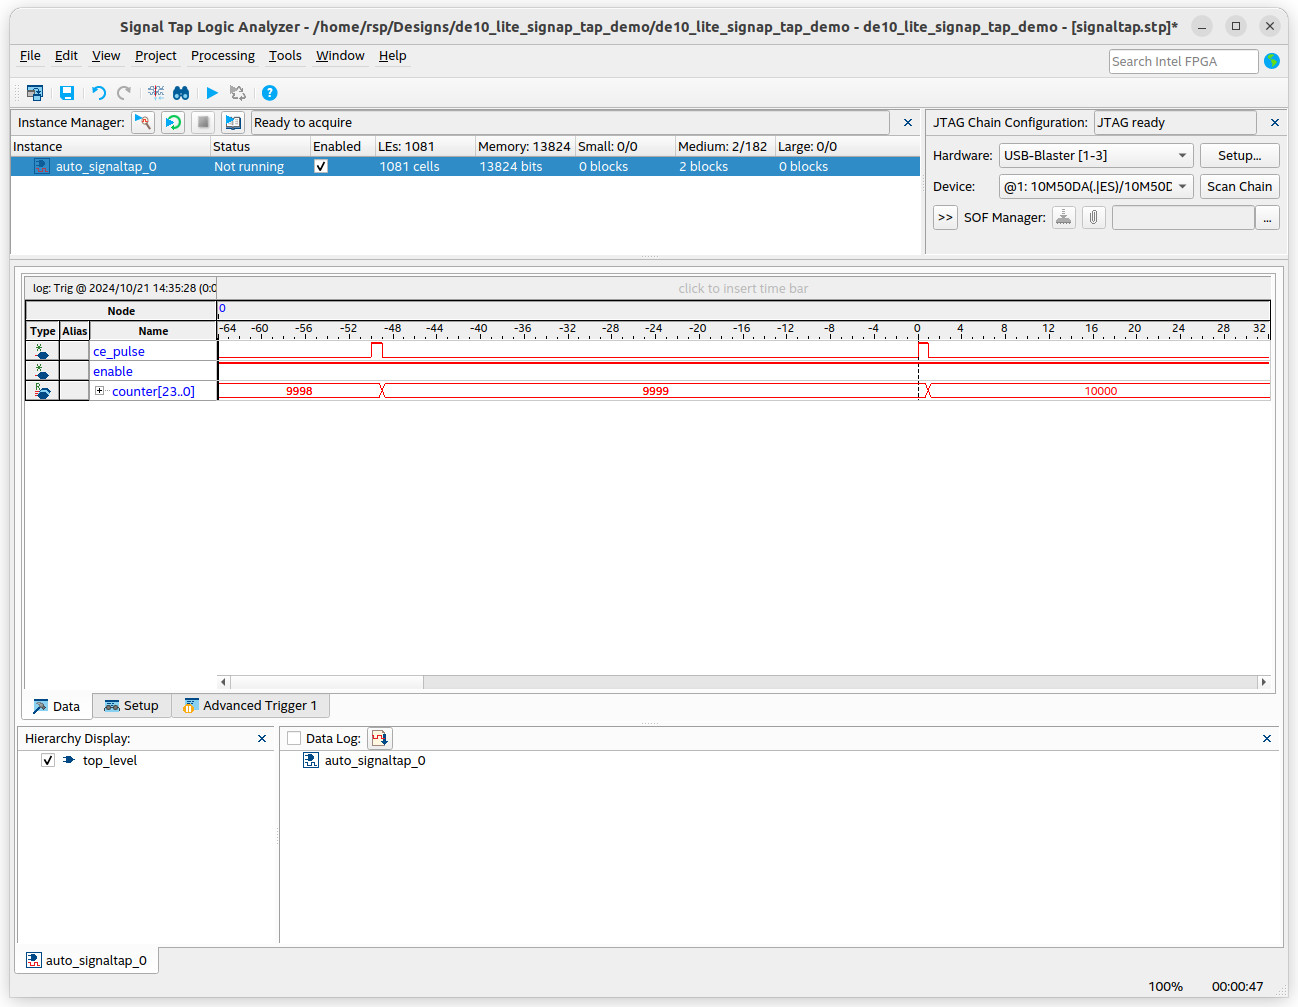 Signal Tap Logic Analyzer - /home/rsp/Designs/de10_lite_signap_tap_demo/de10_lite_signap_tap_demo - de10_lite_signap_tap_demo - [signaltap.stp]*
File Edit View Project Processing Tools Window Help
Search Intel FPGA
Instance Manager: Ready to acquire
Instance Status Enabled LEs: 1081 Memory: 13824 Small: 0/0 Medium: 2/182 Large: 0/0
auto_signaltap_0 Not running 1081 cells 13824 bits 0 blocks 2 blocks 0 blocks
JTAG Chain Configuration: JTAG ready
Hardware: USB-Blaster [1-3] Setup...
Device: @1: 10M50DA(.|ES)/10M50D Scan Chain
>> SOF Manager: ...
log: Trig @ 2024/10/21 14:35:28 (0:0 click to insert time bar
Node 0
Type Alias Name -64 -60 -56 -52 -48 -44 -40 -36 -32 -28 -24 -20 -16 -12 -8 -4 0 4 8 12 16 20 24 28 32
ce_pulse
enable
counter[23..0] 9998 9999 10000
Data Setup Advanced Trigger 1
Hierarchy Display:
top_level
Data Log:
auto_signaltap_0
auto_signaltap_0
100% 00:00:47